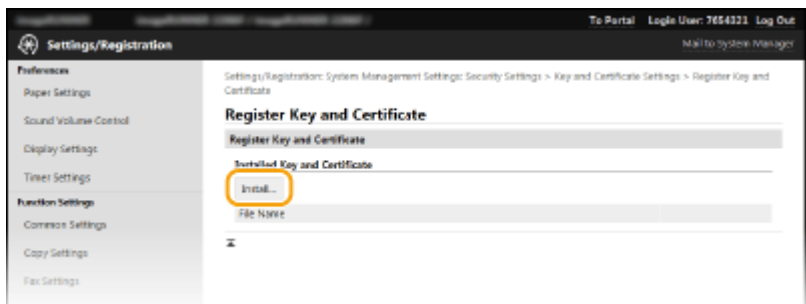 To Portal Login User: 7654321 Log Out
Settings/Registration
Mail to System Manager
Preferences
Paper Settings
Sound Volume Control
Display Settings
Timer Settings
Function Settings
Common Settings
Copy Settings
Fax Settings
Settings/Registration: System Management Settings: Security Settings > Key and Certificate Settings > Register Key and
Certificate
Register Key and Certificate
Register Key and Certificate
Installed Key and Certificate
Install...
File Name